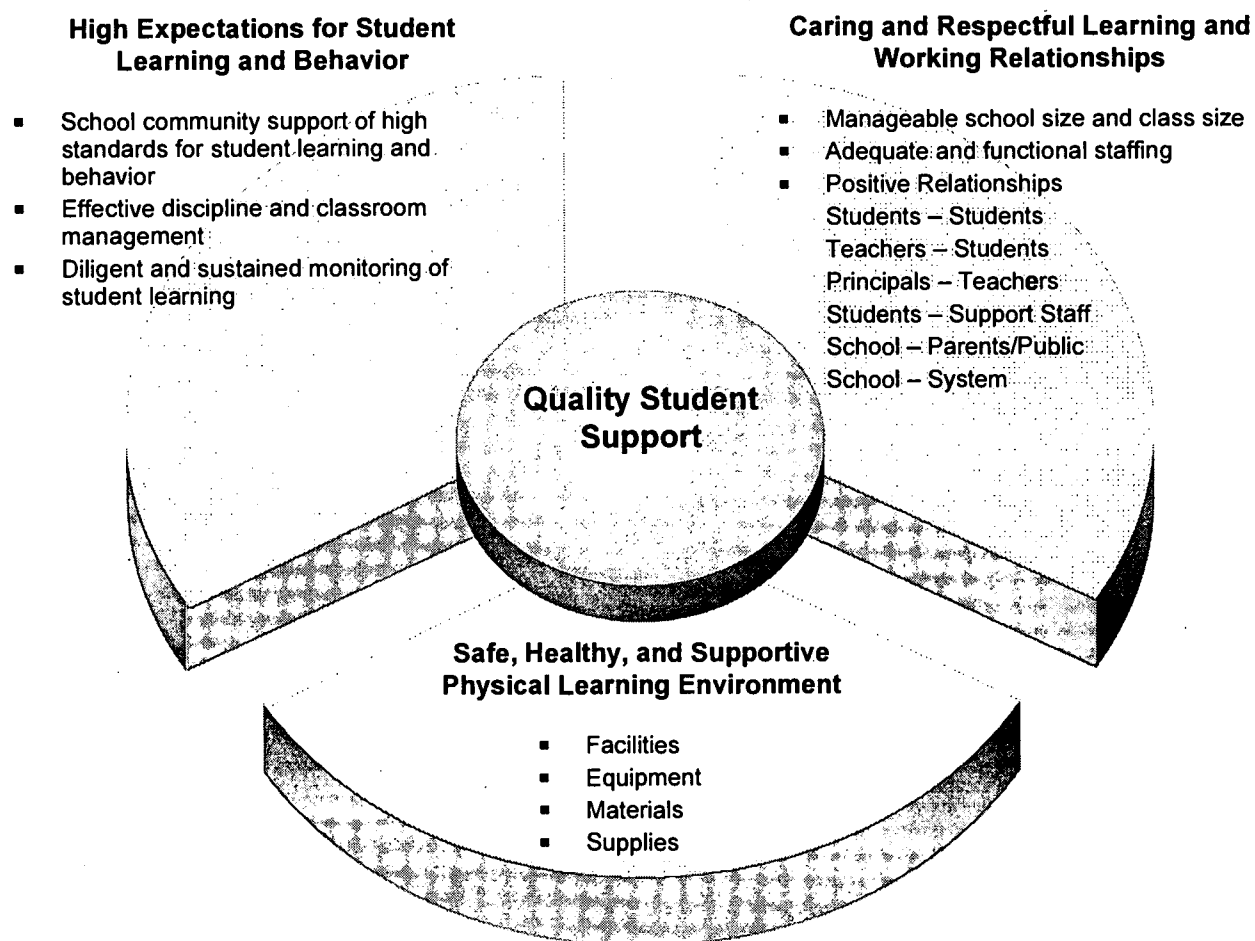 High Expectations for Student
Learning and Behavior
▪ School community support of high
standards for student learning and
behavior
▪ Effective discipline and classroom
management
▪ Diligent and sustained monitoring of
student learning
Caring and Respectful Learning and
Working Relationships
▪ Manageable school size and class size
▪ Adequate and functional staffing
▪ Positive Relationships
Students – Students
Teachers – Students
Principals – Teachers
Students – Support Staff
School – Parents/Public
School – System
Quality Student
Support
Safe, Healthy, and Supportive
Physical Learning Environment
▪ Facilities
▪ Equipment
▪ Materials
▪ Supplies